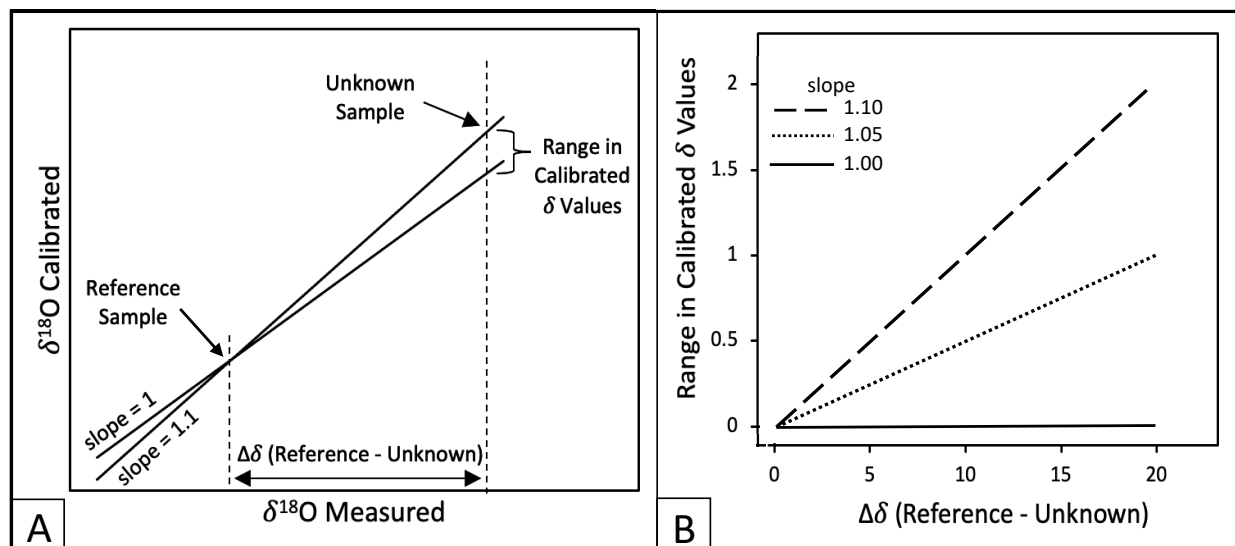 Unknown
Sample
Range in
Calibrated
δ Values
Reference
Sample
slope = 1
slope = 1.1
Δδ (Reference - Unknown)
δ¹⁸O Calibrated
δ¹⁸O Measured
A
slope
1.10
1.05
1.00
2
1.5
1
0.5
0
0 5 10 15 20
Range in Calibrated δ Values
Δδ (Reference - Unknown)
B